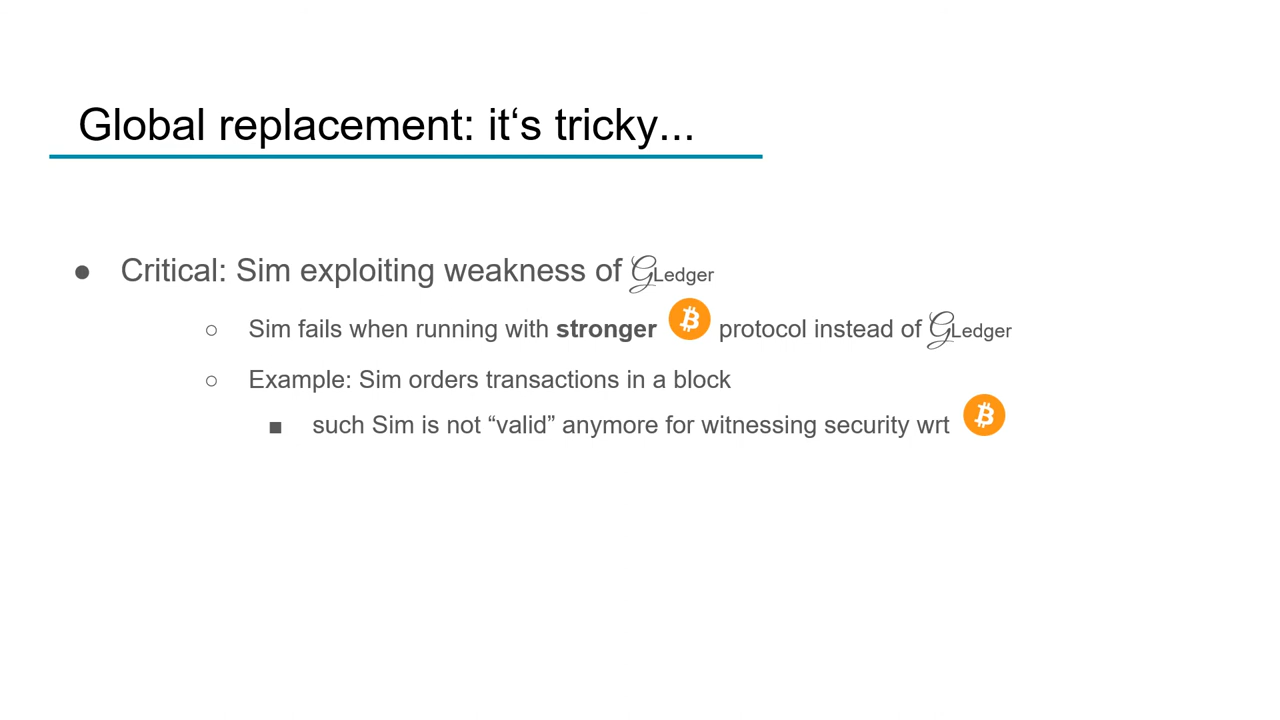 Global replacement: it‘s tricky...
● Critical: Sim exploiting weakness of 𝒢Ledger
○ Sim fails when running with stronger ₿ protocol instead of 𝒢Ledger
○ Example: Sim orders transactions in a block
■ such Sim is not “valid” anymore for witnessing security wrt ₿